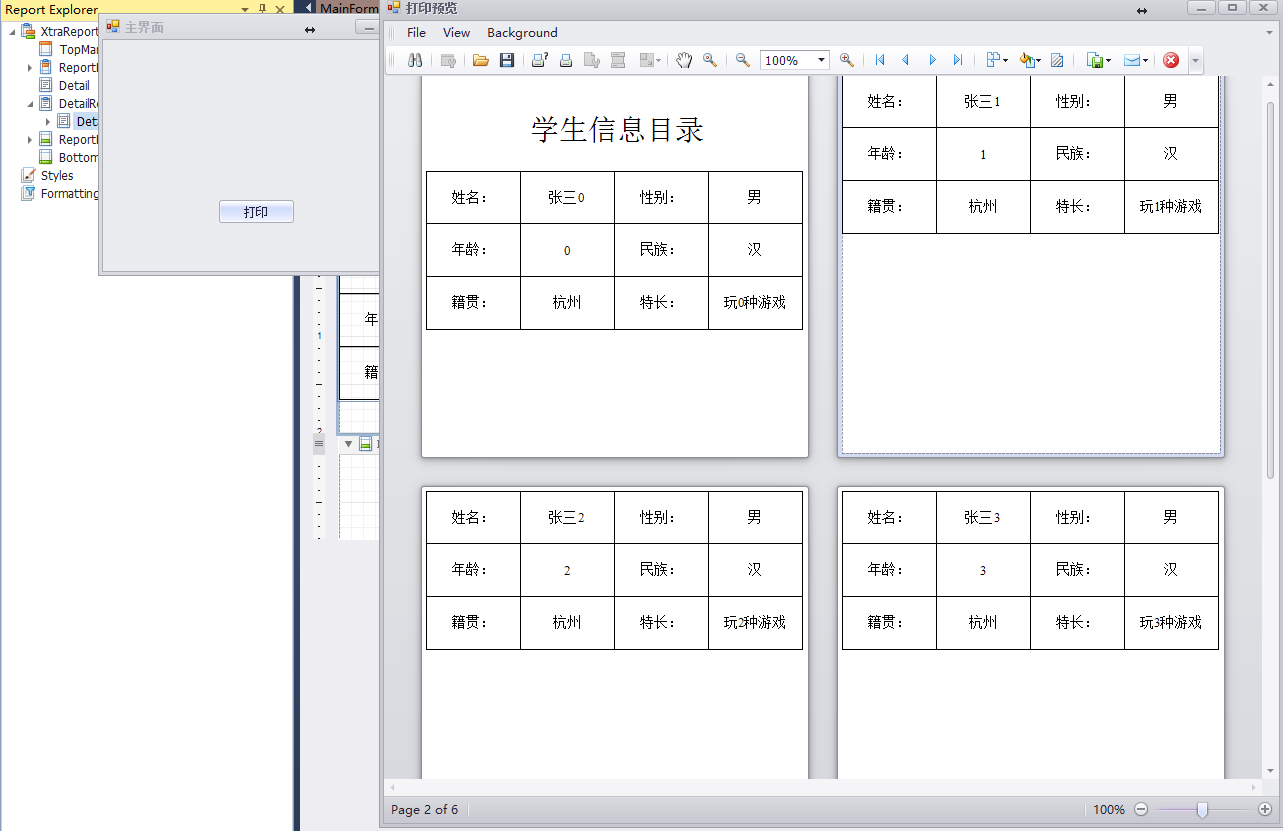 Report Explorer
XtraReport
TopMar
Report
Detail
DetailRe
Det
Report
Bottom
Styles
Formatting
MainForm
主界面
打印
1
年
籍
2
打印预览
File View Background
100%
学生信息目录
姓名： 张三0 性别： 男
年龄： 0 民族： 汉
籍贯： 杭州 特长： 玩0种游戏
姓名： 张三1 性别： 男
年龄： 1 民族： 汉
籍贯： 杭州 特长： 玩1种游戏
姓名： 张三2 性别： 男
年龄： 2 民族： 汉
籍贯： 杭州 特长： 玩2种游戏
姓名： 张三3 性别： 男
年龄： 3 民族： 汉
籍贯： 杭州 特长： 玩3种游戏
Page 2 of 6
100%